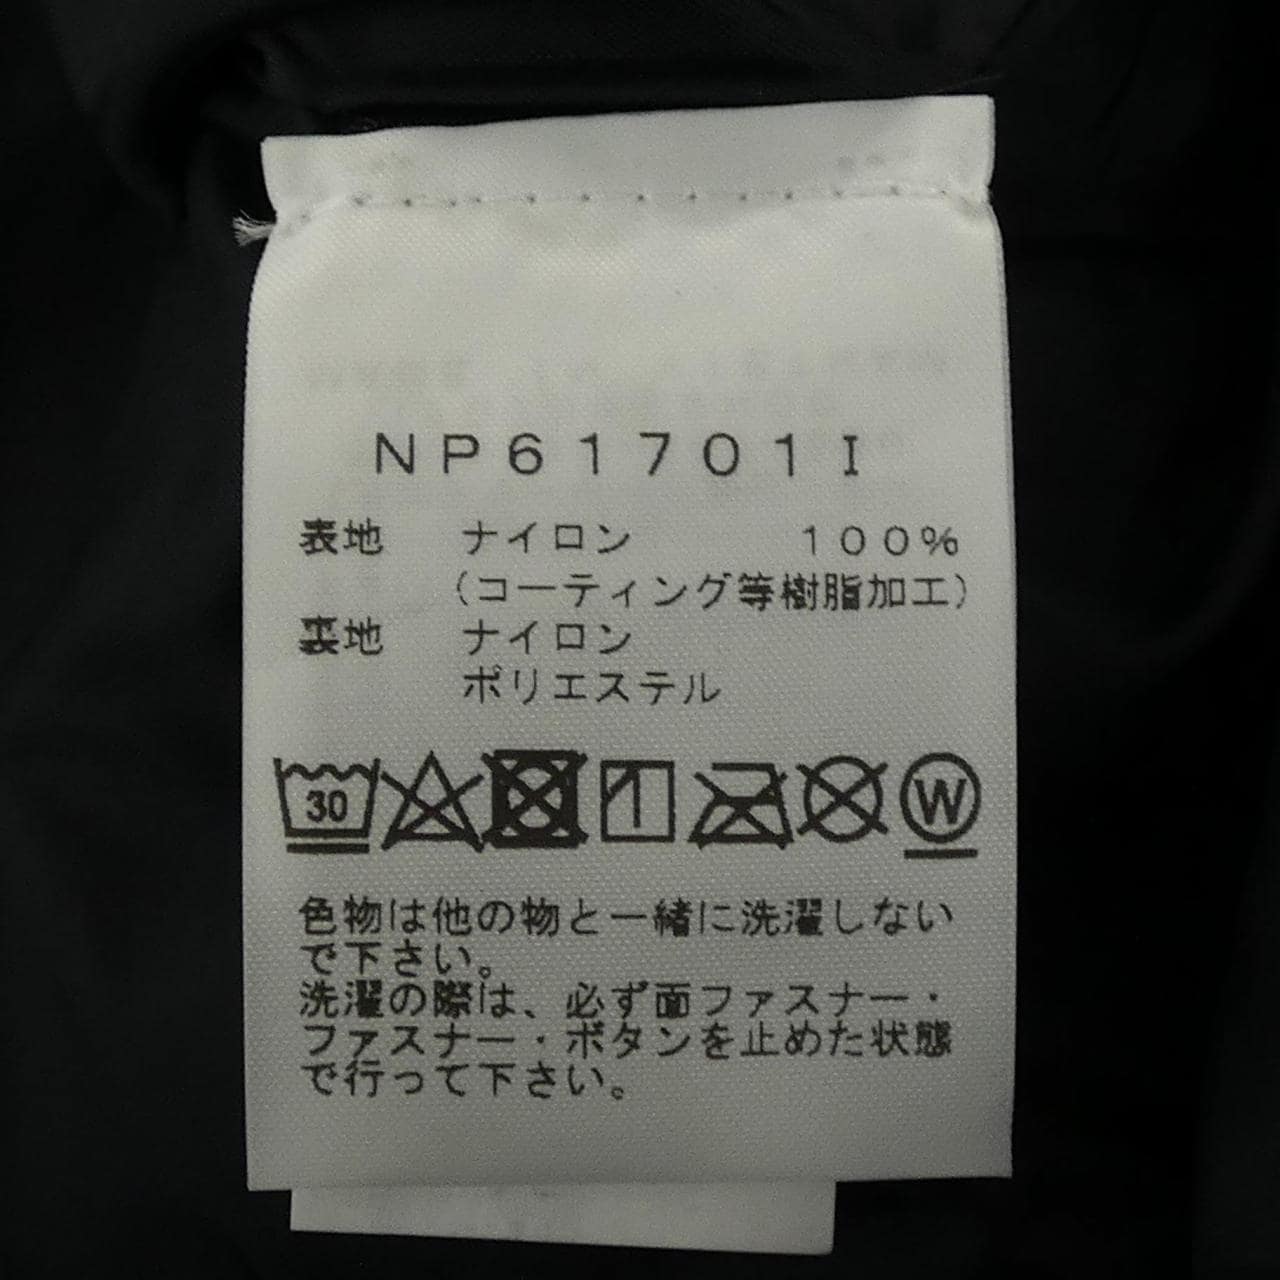 NP61701I
表地 ナイロン 100%
(コーティング等樹脂加工)
裏地 ナイロン
ポリエステル
30 W
色物は他の物と一緒に洗濯しない
で下さい。
洗濯の際は、必ず面ファスナー・
ファスナー・ボタンを止めた状態
で行って下さい。